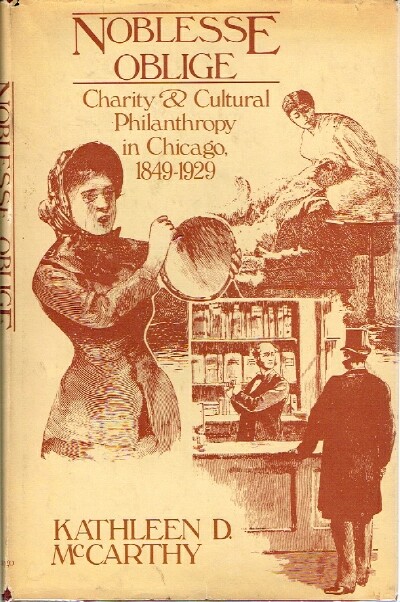 NOBLESSE
OBLIGE
Charity & Cultural
Philanthropy
in Chicago,
1849-1929
KATHLEEN D.
McCARTHY
NOBLESSE OBLIGE